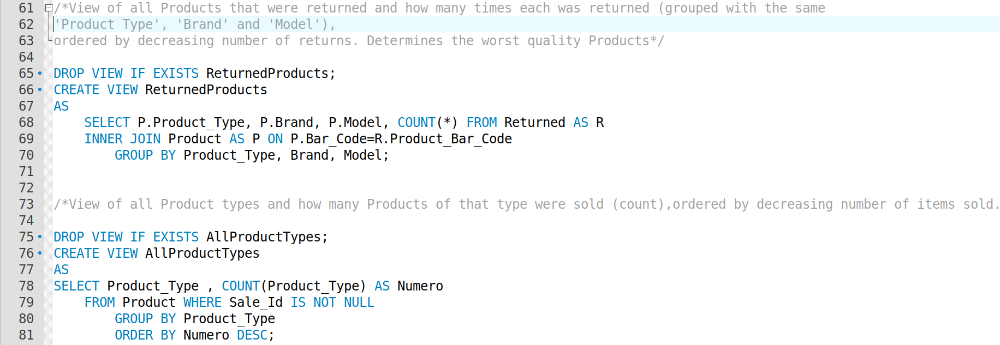 61 /*View of all Products that were returned and how many times each was returned (grouped with the same
62 'Product Type', 'Brand' and 'Model'),
63 ordered by decreasing number of returns. Determines the worst quality Products*/
64
65 DROP VIEW IF EXISTS ReturnedProducts;
66 CREATE VIEW ReturnedProducts
67 AS
68 SELECT P.Product_Type, P.Brand, P.Model, COUNT(*) FROM Returned AS R
69 INNER JOIN Product AS P ON P.Bar_Code=R.Product_Bar_Code
70 GROUP BY Product_Type, Brand, Model;
71
72
73 /*View of all Product types and how many Products of that type were sold (count),ordered by decreasing number of items sold.
74
75 DROP VIEW IF EXISTS AllProductTypes;
76 CREATE VIEW AllProductTypes
77 AS
78 SELECT Product_Type , COUNT(Product_Type) AS Numero
79 FROM Product WHERE Sale_Id IS NOT NULL
80 GROUP BY Product_Type
81 ORDER BY Numero DESC;